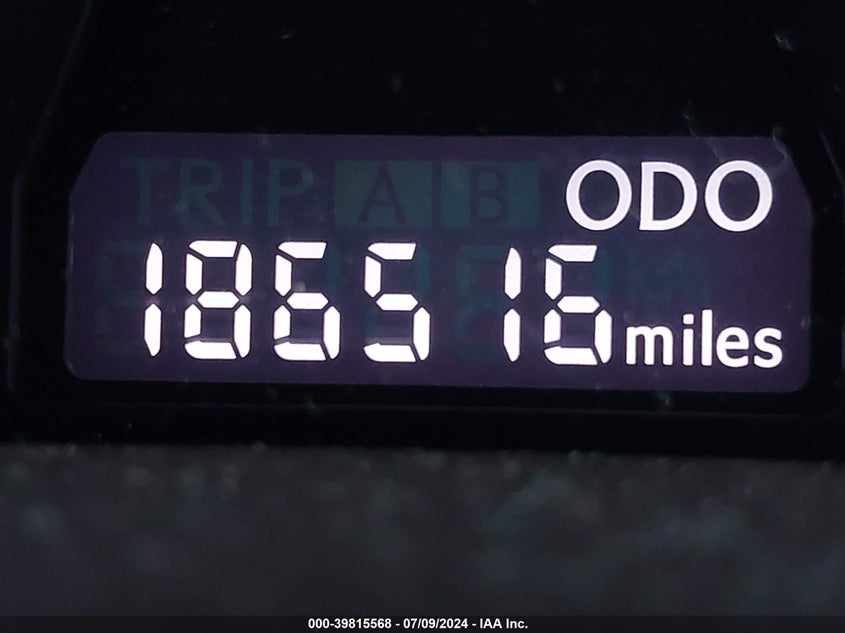 TRIP A B ODO
186516 miles
000-39815568 - 07/09/2024 - IAA Inc.